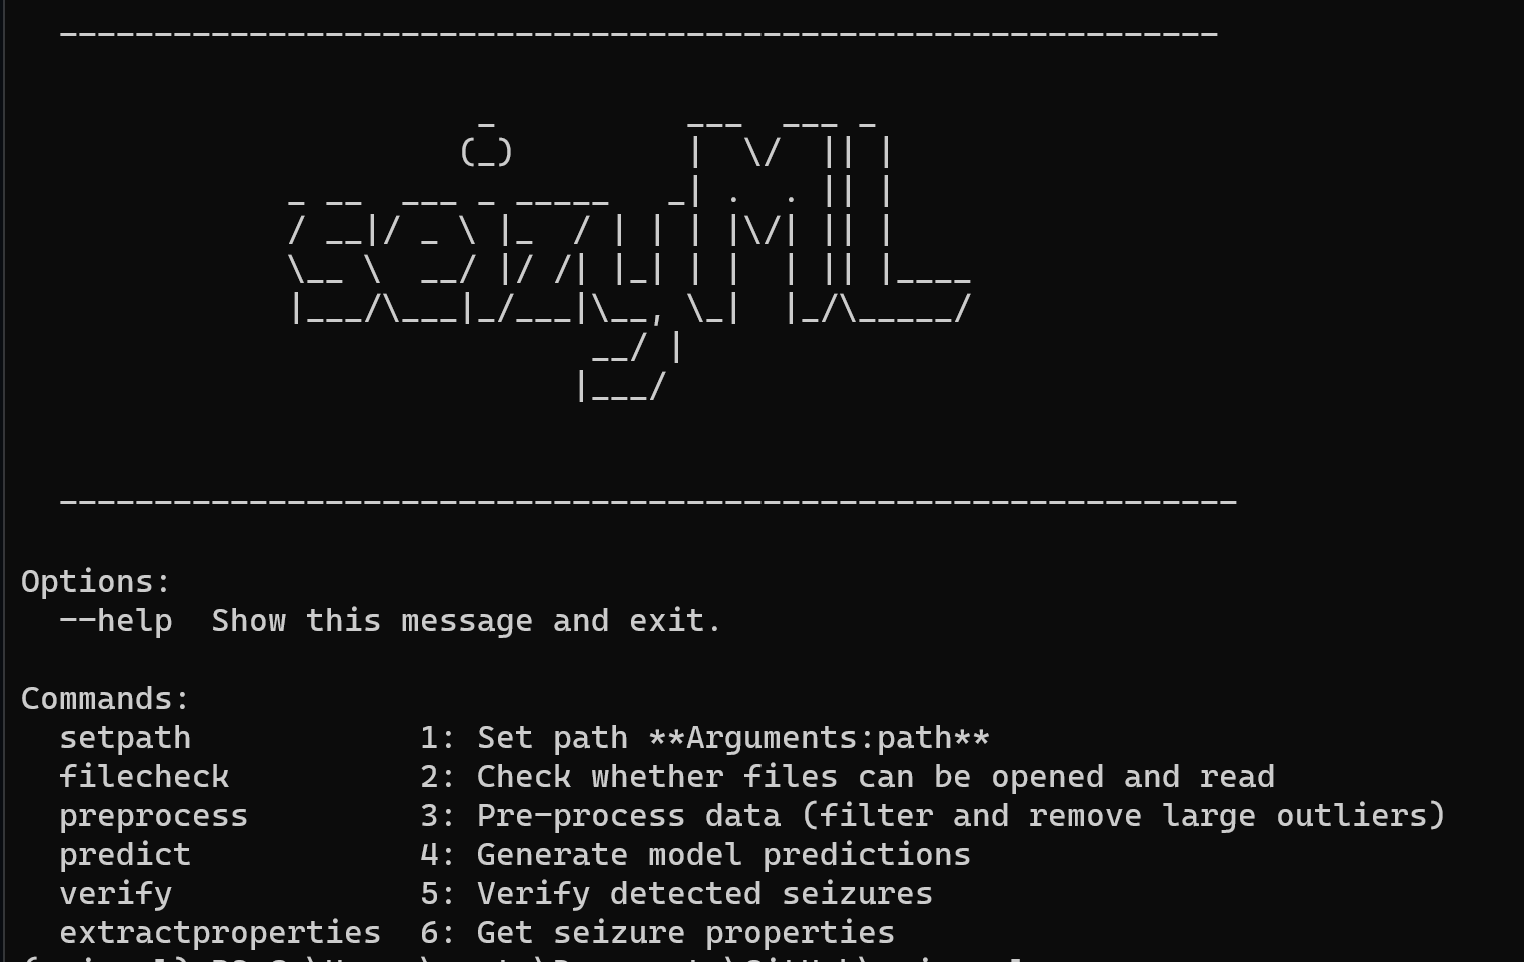 seizyML
Options:
--help  Show this message and exit.
Commands:
setpath  1: Set path **Arguments:path**
filecheck  2: Check whether files can be opened and read
preprocess  3: Pre-process data (filter and remove large outliers)
predict  4: Generate model predictions
verify  5: Verify detected seizures
extractproperties  6: Get seizure properties